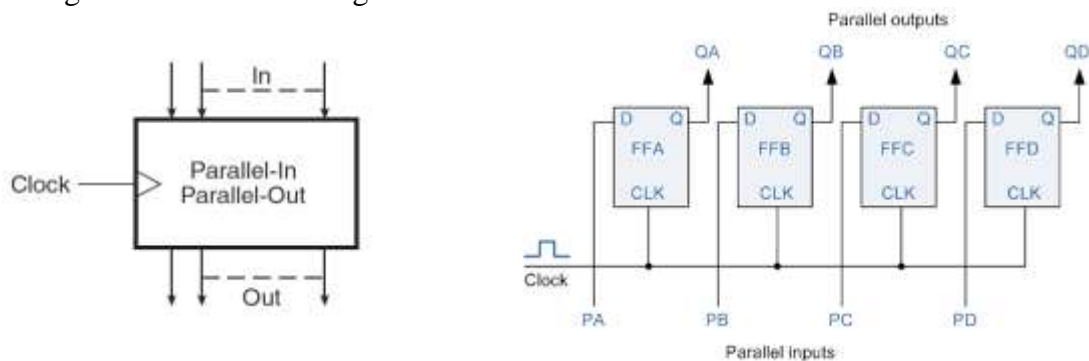 In
Clock
Parallel-In
Parallel-Out
Out
Parallel outputs
QA QB QC QD
D Q D Q D Q D Q
FFA FFB FFC FFD
CLK CLK CLK CLK
Clock
PA PB PC PD
Parallel inputs